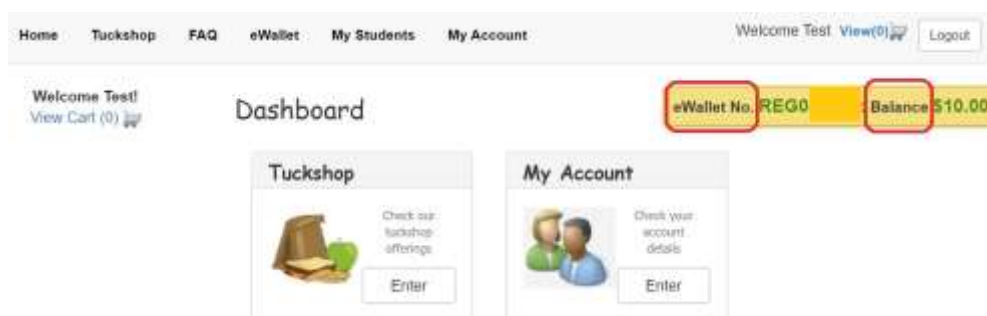 Home Tuckshop FAQ eWallet My Students My Account Welcome Test View(0) Logout
Welcome Test!
View Cart (0)
Dashboard
eWallet No. REG0 : Balance $10.00
Tuckshop
Check our
tuckshop
offerings
Enter
My Account
Check your
account
details
Enter